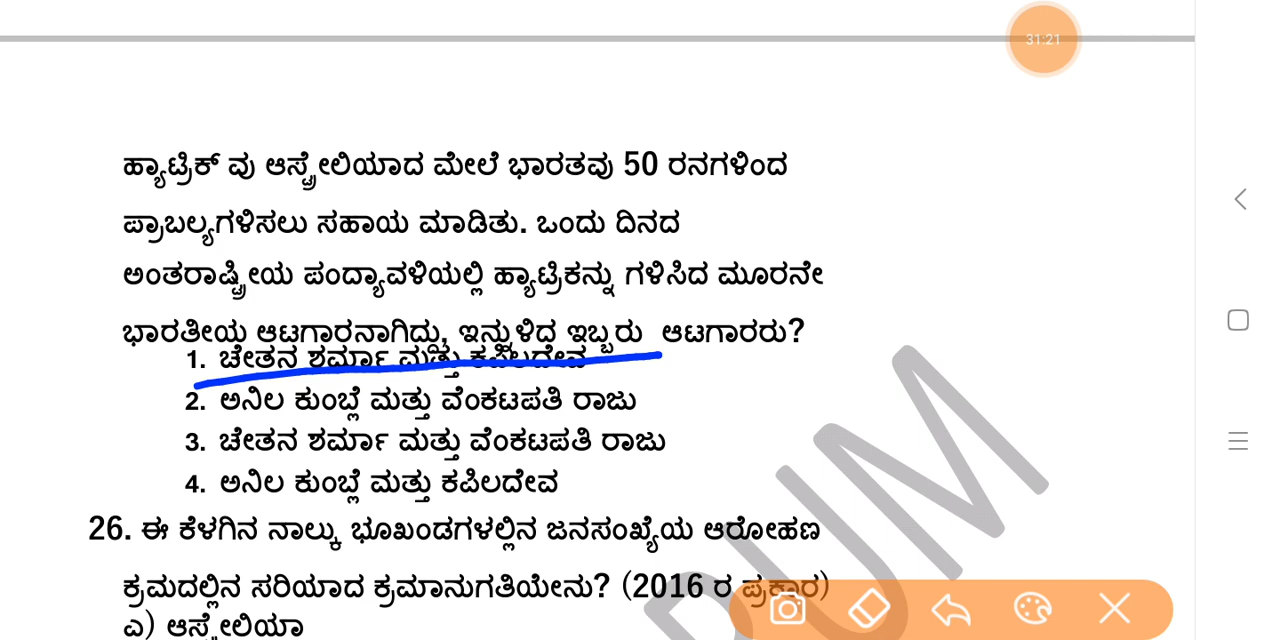 31:21
ಹ್ಯಾಟ್ರಿಕ್ ವು ಆಸ್ಟ್ರೇಲಿಯಾದ ಮೇಲೆ ಭಾರತವು 50 ರನಗಳಿಂದ
ಪ್ರಾಬಲ್ಯಗಳಿಸಲು ಸಹಾಯ ಮಾಡಿತು. ಒಂದು ದಿನದ
ಅಂತರಾಷ್ಟ್ರೀಯ ಪಂದ್ಯಾವಳಿಯಲ್ಲಿ ಹ್ಯಾಟ್ರಿಕನ್ನು ಗಳಿಸಿದ ಮೂರನೇ
ಭಾರತೀಯ ಆಟಗಾರನಾಗಿದ್ದು, ಇನ್ನುಳಿದ ಇಬ್ಬರು ಆಟಗಾರರು?
1. ಚೇತನ ಶರ್ಮಾ ಮತ್ತು ಕಪಿಲದೇವ
2. ಅನಿಲ ಕುಂಬ್ಲೆ ಮತ್ತು ವೆಂಕಟಪತಿ ರಾಜು
3. ಚೇತನ ಶರ್ಮಾ ಮತ್ತು ವೆಂಕಟಪತಿ ರಾಜು
4. ಅನಿಲ ಕುಂಬ್ಲೆ ಮತ್ತು ಕಪಿಲದೇವ
26. ಈ ಕೆಳಗಿನ ನಾಲ್ಕು ಭೂಖಂಡಗಳಲ್ಲಿನ ಜನಸಂಖ್ಯೆಯ ಆರೋಹಣ
ಕ್ರಮದಲ್ಲಿನ ಸರಿಯಾದ ಕ್ರಮಾನುಗತಿಯೇನು? (2016 ರ ಪ್ರಕಾರ)
ಎ) ಆಸ್ಟ್ರೇಲಿಯಾ